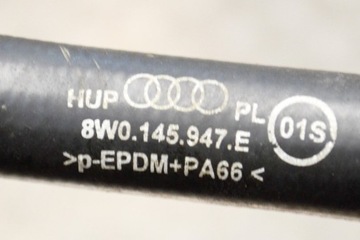 HUP PL 01S
8W0.145.947.E
>p-EPDM+PA66<